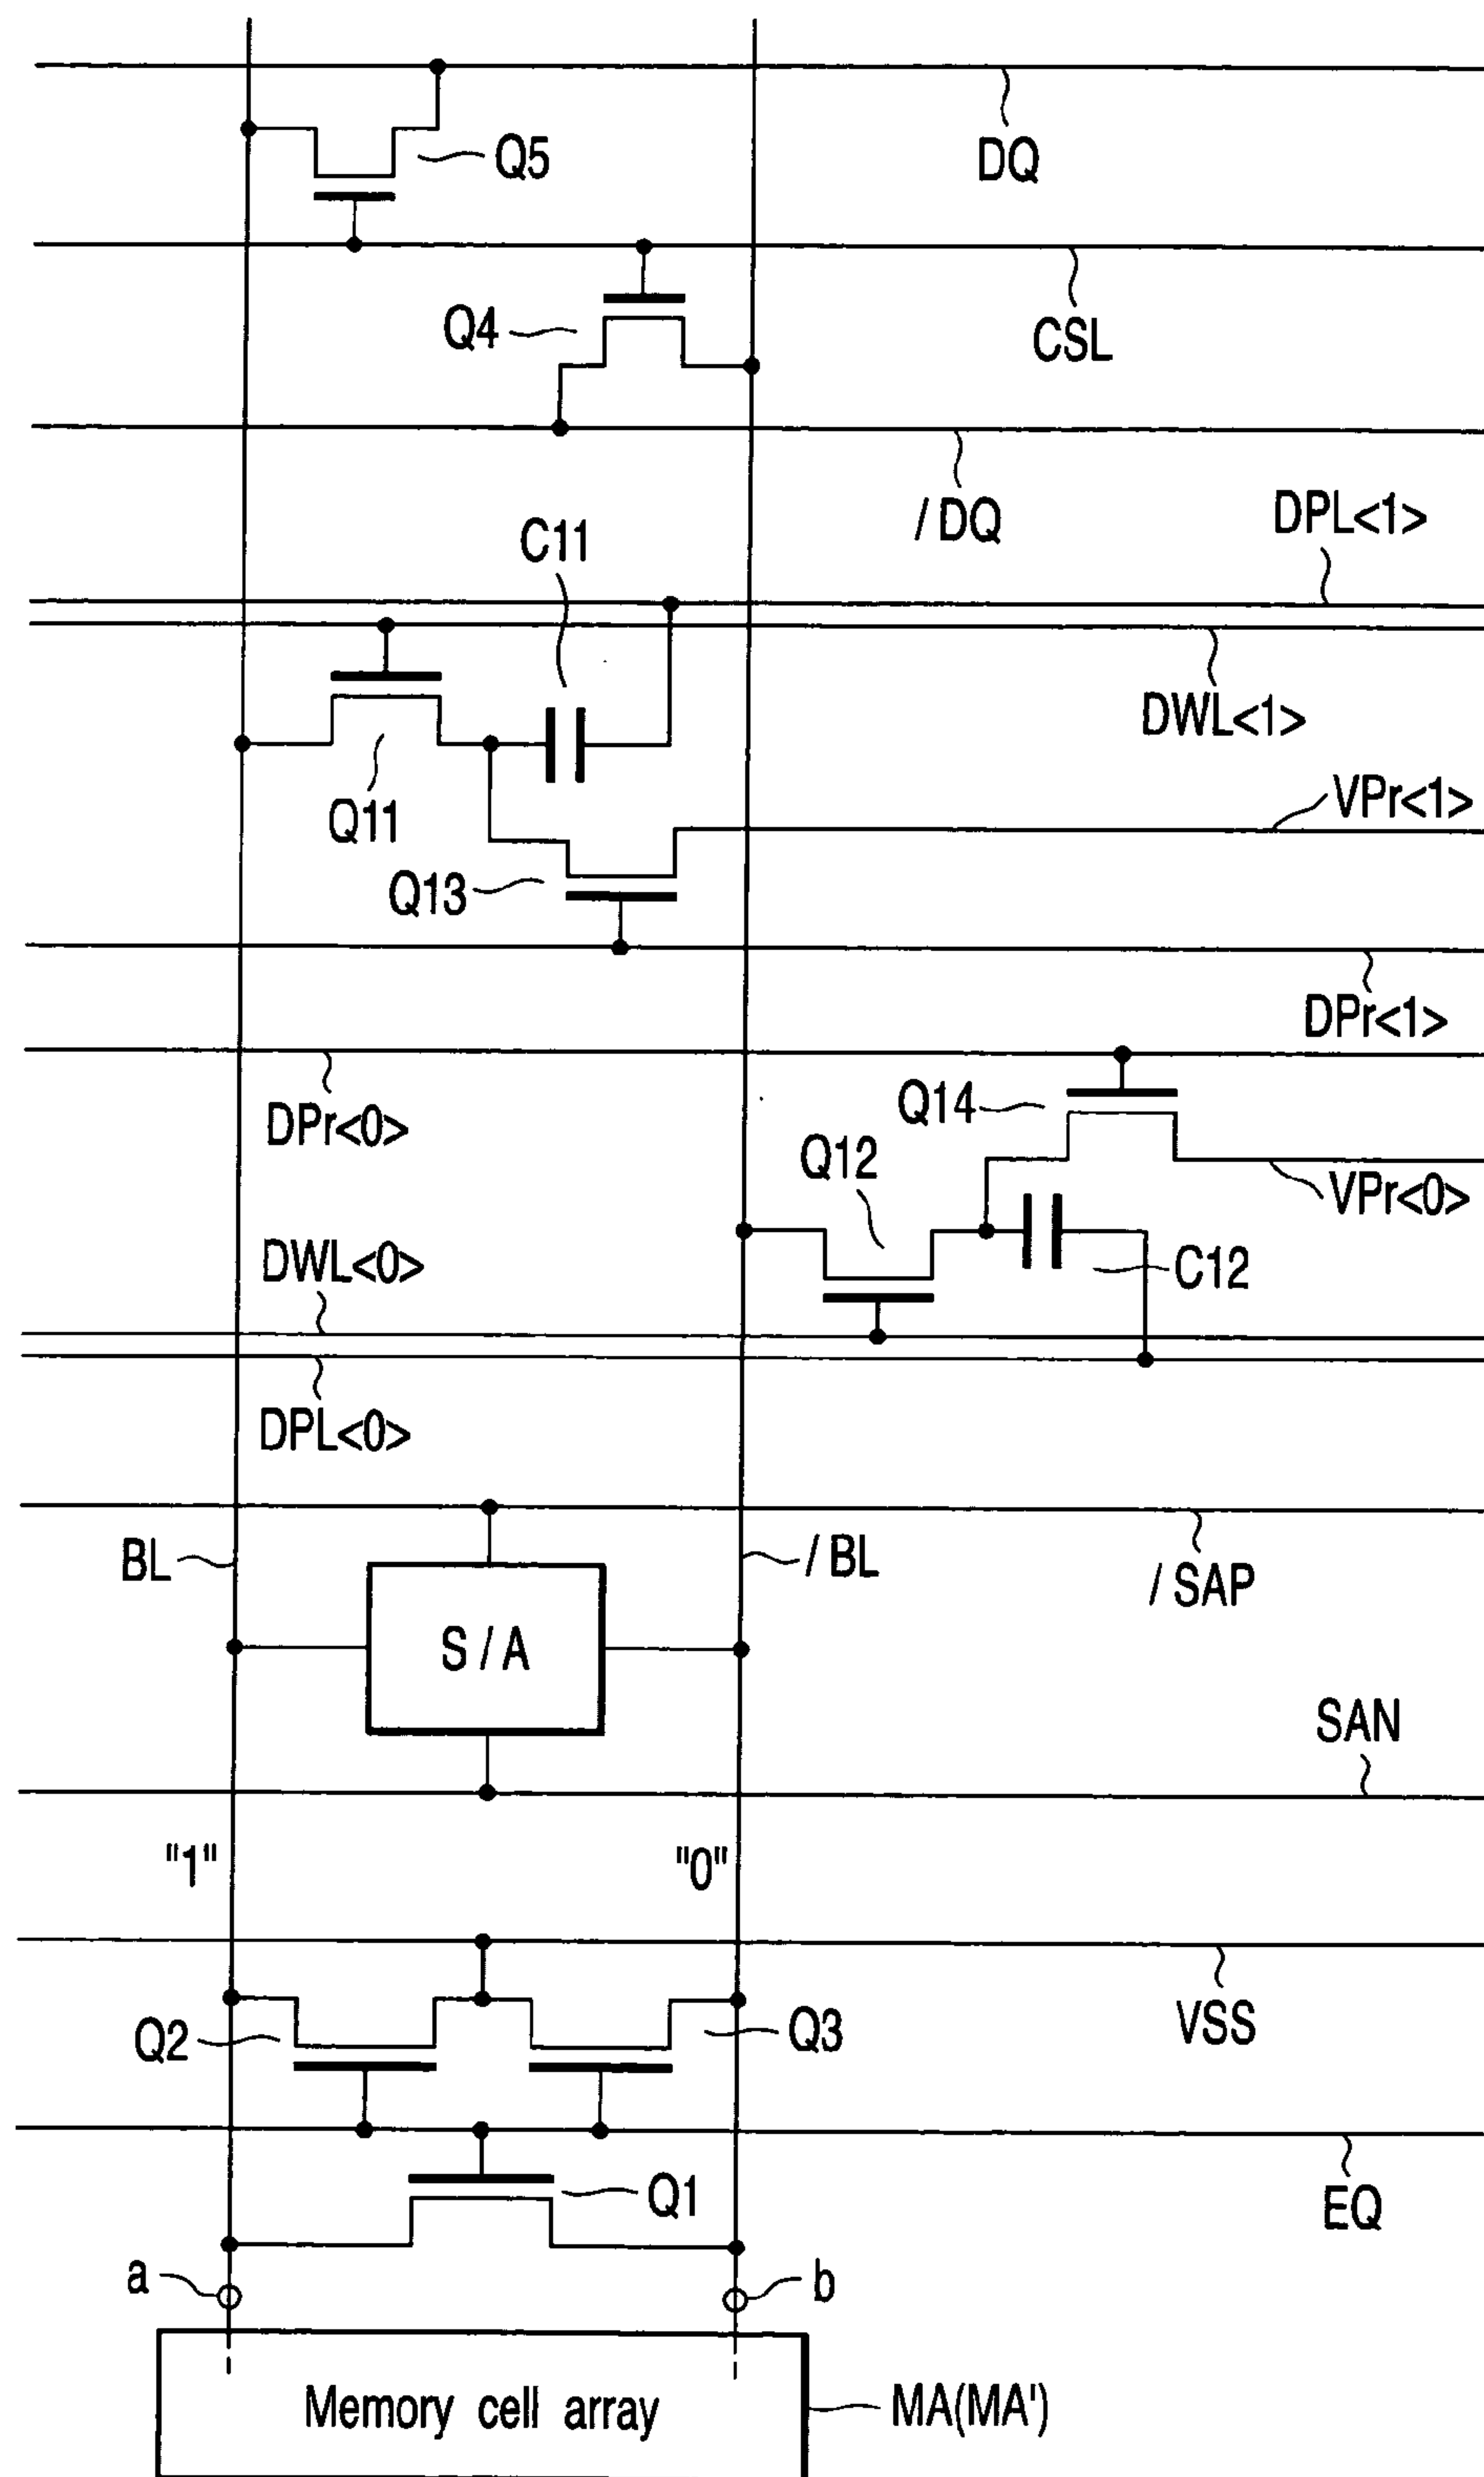 Q5
DQ
Q4
CSL
/ DQ
DPL<1>
C11
DWL<1>
Q11
VPr<1>
Q13
DPr<1>
DPr<0>
Q14
Q12
VPr<0>
DWL<0>
C12
DPL<0>
BL
/ BL
/ SAP
S / A
SAN
"1"
"0"
VSS
Q2
Q3
Q1
EQ
a
b
Memory cell array
MA(MA')